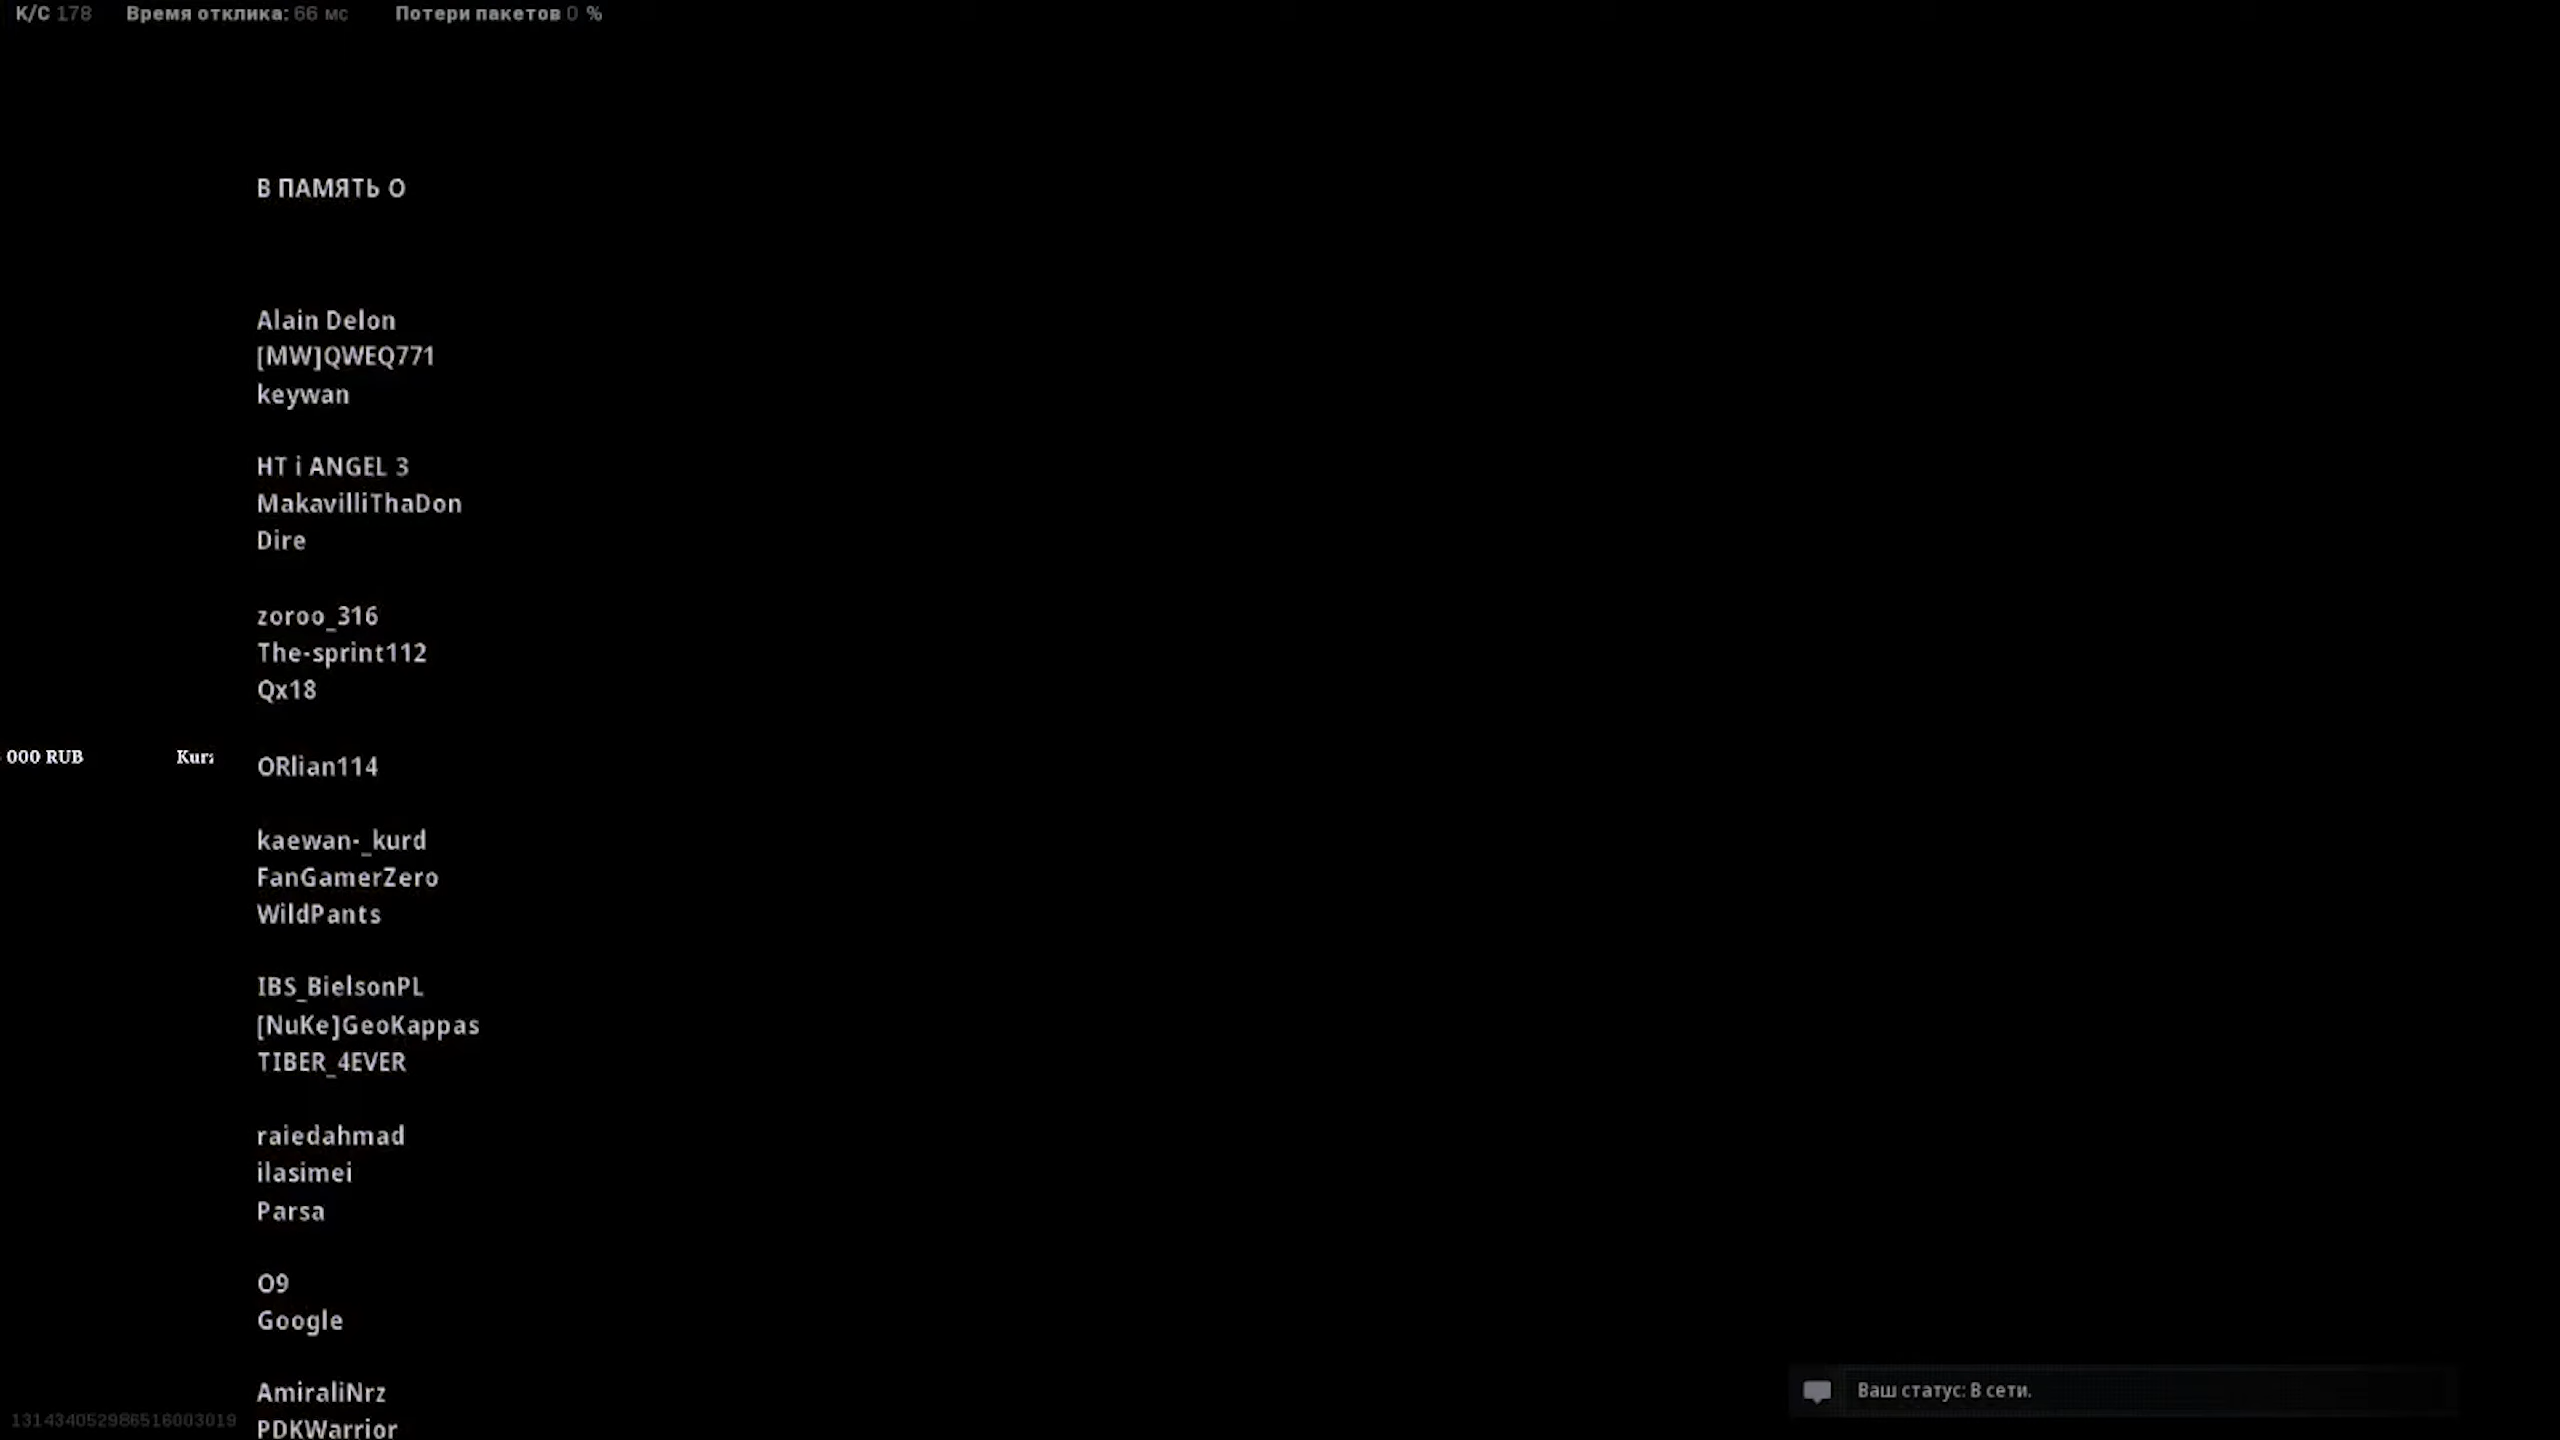 К/С 178 Время отклика: 66 мс Потери пакетов 0 %
В ПАМЯТЬ О
Alain Delon
[MW]QWEQ771
keywan
HT i ANGEL 3
MakavilliThaDon
Dire
zoroo_316
The-sprint112
Qx18
000 RUB
ORlian114
kaewan-_kurd
FanGamerZero
WildPants
IBS_BielsonPL
[NuKe]GeoKappas
TIBER_4EVER
raiedahmad
ilasimei
Parsa
O9
Google
AmiraliNrz
PDKWarrior
131434052986516003019
Ваш статус: В сети.